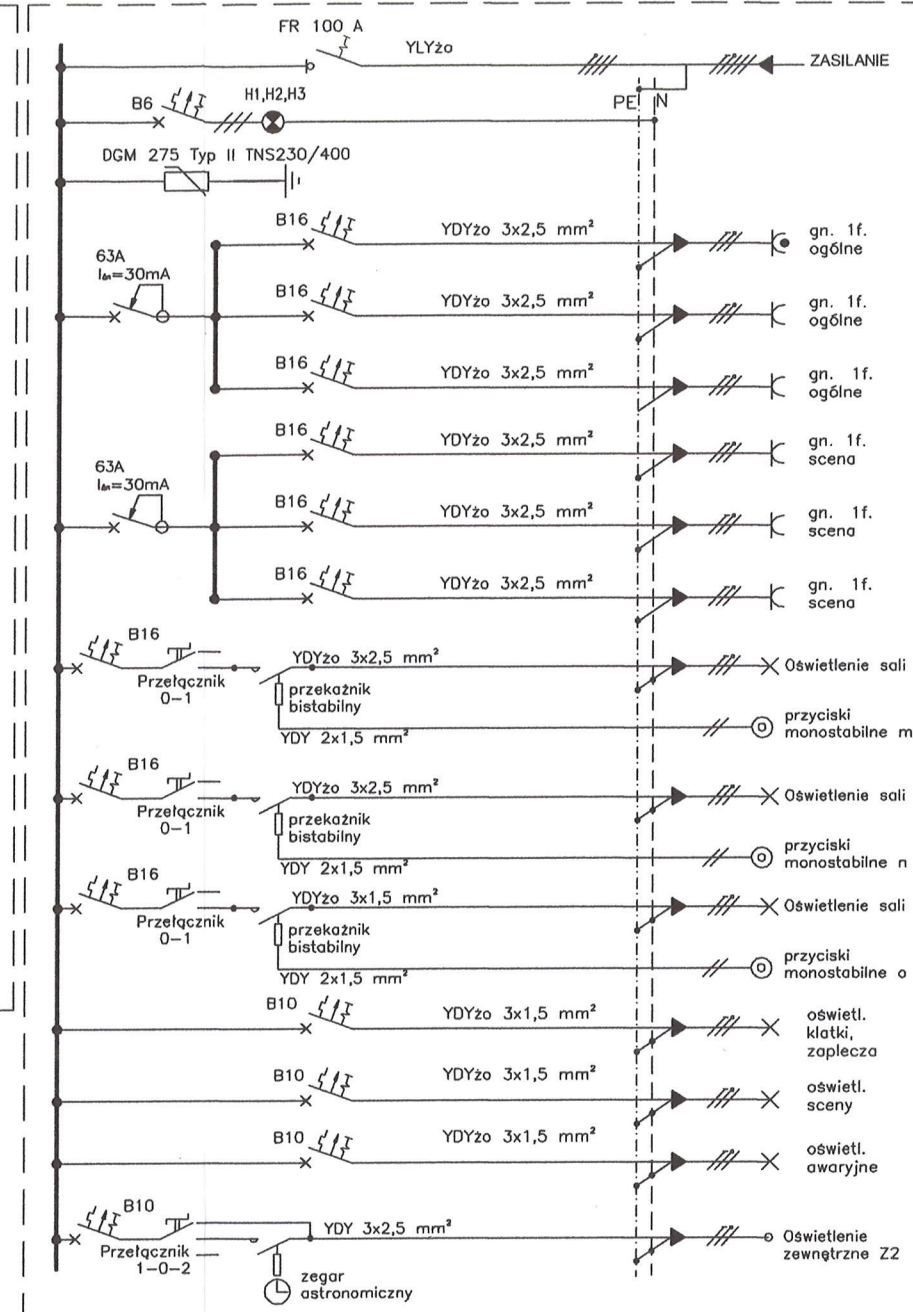 FR 100 A
YLYżo
ZASILANIE
PE
N
B6
H1,H2,H3
DGM 275 Typ II TNS230/400
B16
YDYżo 3x2,5 mm²
gn. 1f.
ogólne
63A
I∆n=30mA
B16
YDYżo 3x2,5 mm²
gn. 1f.
ogólne
B16
YDYżo 3x2,5 mm²
gn. 1f.
ogólne
B16
YDYżo 3x2,5 mm²
gn. 1f.
scena
63A
I∆n=30mA
B16
YDYżo 3x2,5 mm²
gn. 1f.
scena
B16
YDYżo 3x2,5 mm²
gn. 1f.
scena
B16
Przełącznik
0-1
YDYżo 3x2,5 mm²
Oświetlenie sali
przekaźnik
bistabilny
YDY 2x1,5 mm²
przyciski
monostabilne m
B16
Przełącznik
0-1
YDYżo 3x2,5 mm²
Oświetlenie sali
przekaźnik
bistabilny
YDY 2x1,5 mm²
przyciski
monostabilne n
B16
Przełącznik
0-1
YDYżo 3x1,5 mm²
Oświetlenie sali
przekaźnik
bistabilny
YDY 2x1,5 mm²
przyciski
monostabilne o
B10
YDYżo 3x1,5 mm²
oświetl.
klatki,
zaplecza
B10
YDYżo 3x1,5 mm²
oświetl.
sceny
B10
YDYżo 3x1,5 mm²
oświetl.
awaryjne
B10
Przełącznik
1-0-2
YDY 3x2,5 mm²
Oświetlenie
zewnętrzne Z2
zegar
astronomiczny